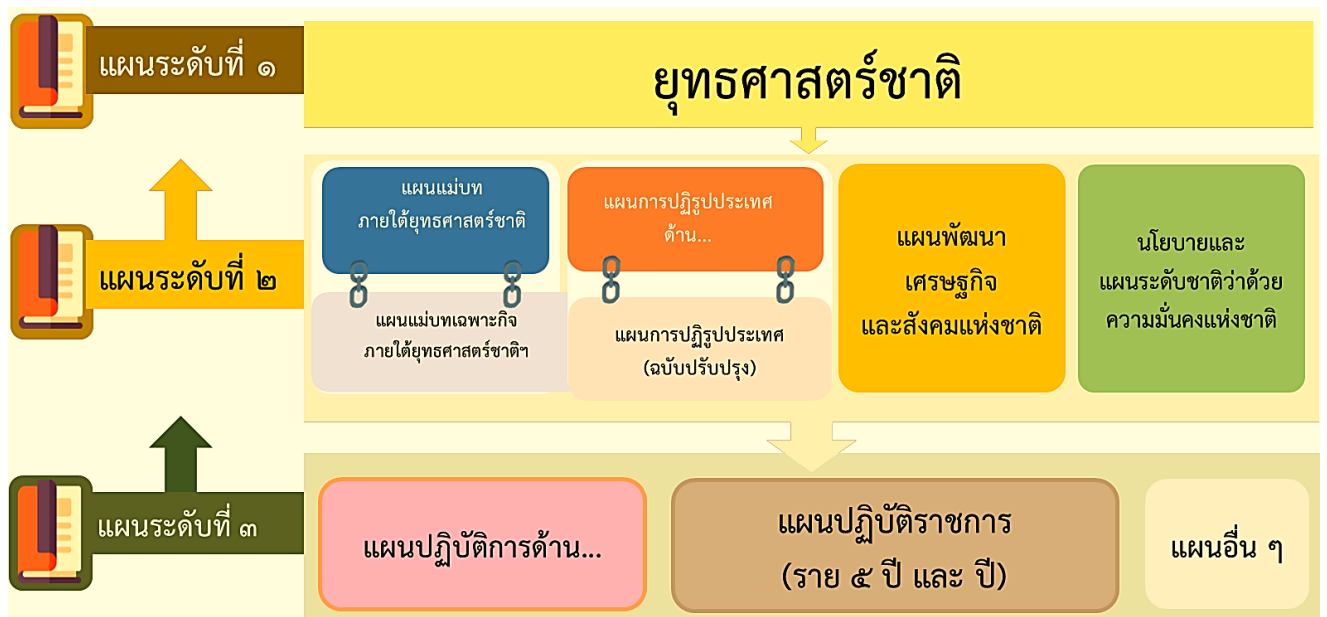 แผนระดับที่ ๑
ยุทธศาสตร์ชาติ
แผนระดับที่ ๒
แผนแม่บท
ภายใต้ยุทธศาสตร์ชาติ
แผนแม่บทเฉพาะกิจ
ภายใต้ยุทธศาสตร์ชาติฯ
แผนการปฏิรูปประเทศ
ด้าน...
แผนการปฏิรูปประเทศ
(ฉบับปรับปรุง)
แผนพัฒนา
เศรษฐกิจ
และสังคมแห่งชาติ
นโยบายและ
แผนระดับชาติว่าด้วย
ความมั่นคงแห่งชาติ
แผนระดับที่ ๓
แผนปฏิบัติการด้าน...
แผนปฏิบัติราชการ
(ราย ๕ ปี และ ปี)
แผนอื่น ๆ